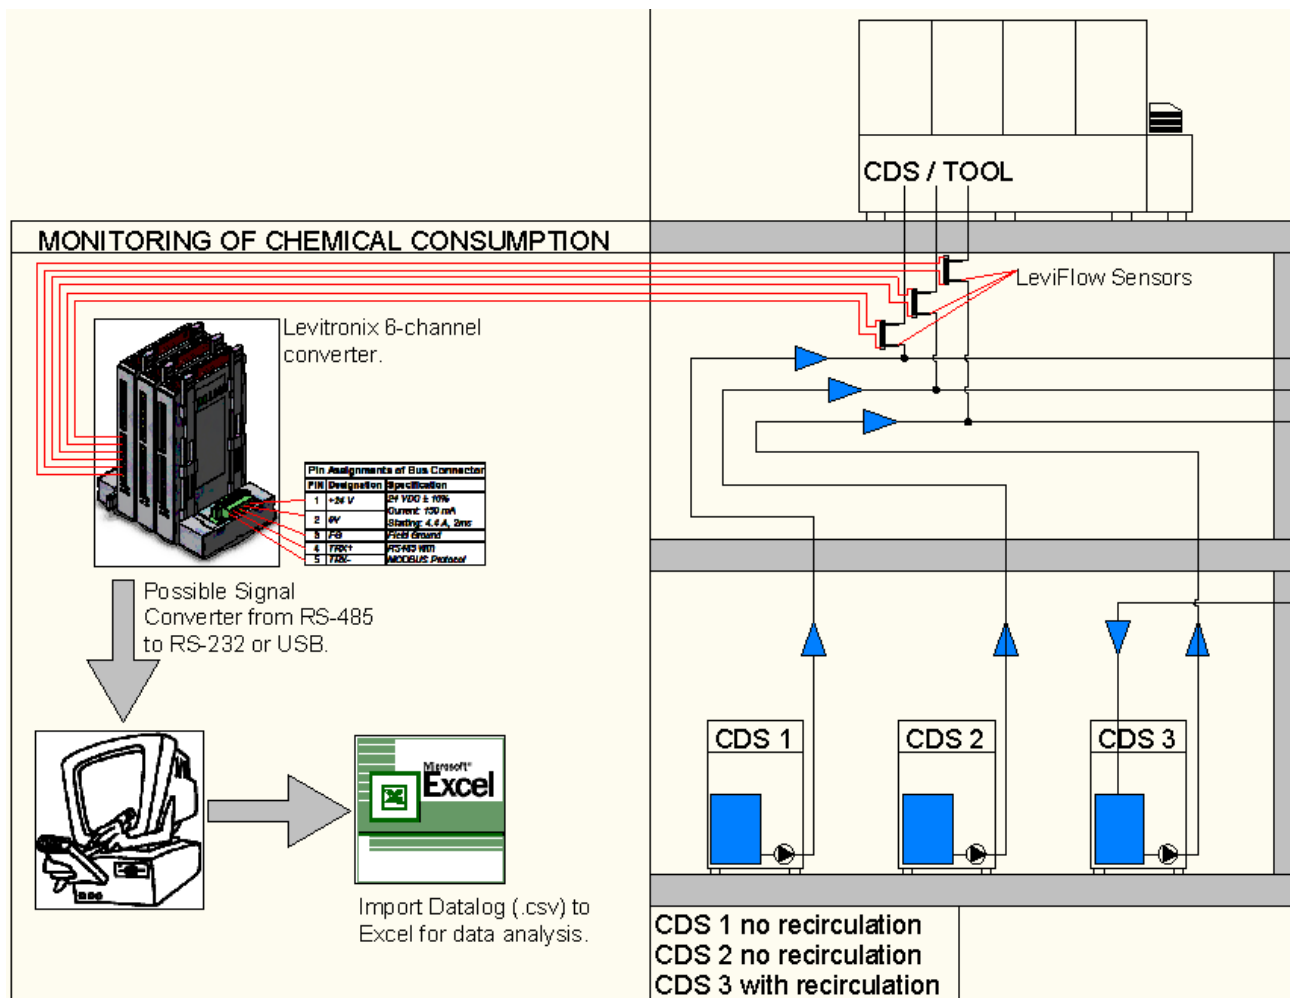 CDS / TOOL
MONITORING OF CHEMICAL CONSUMPTION
LeviFlow Sensors
Levitronix 6-channel
converter.
Pin Assignments of Bus Connector
PIN Designation Specification
1 +24 V 24 VDC ± 10%
Current: 150 mA
2 0V Starting: 4.4 A, 2ms
3 FG Field Ground
4 TRX+ RS485 with
5 TRX- MODBUS Protocol
Possible Signal
Converter from RS-485
to RS-232 or USB.
CDS 1
CDS 2
CDS 3
Microsoft®
Excel
Import Datalog (.csv) to
Excel for data analysis.
CDS 1 no recirculation
CDS 2 no recirculation
CDS 3 with recirculation